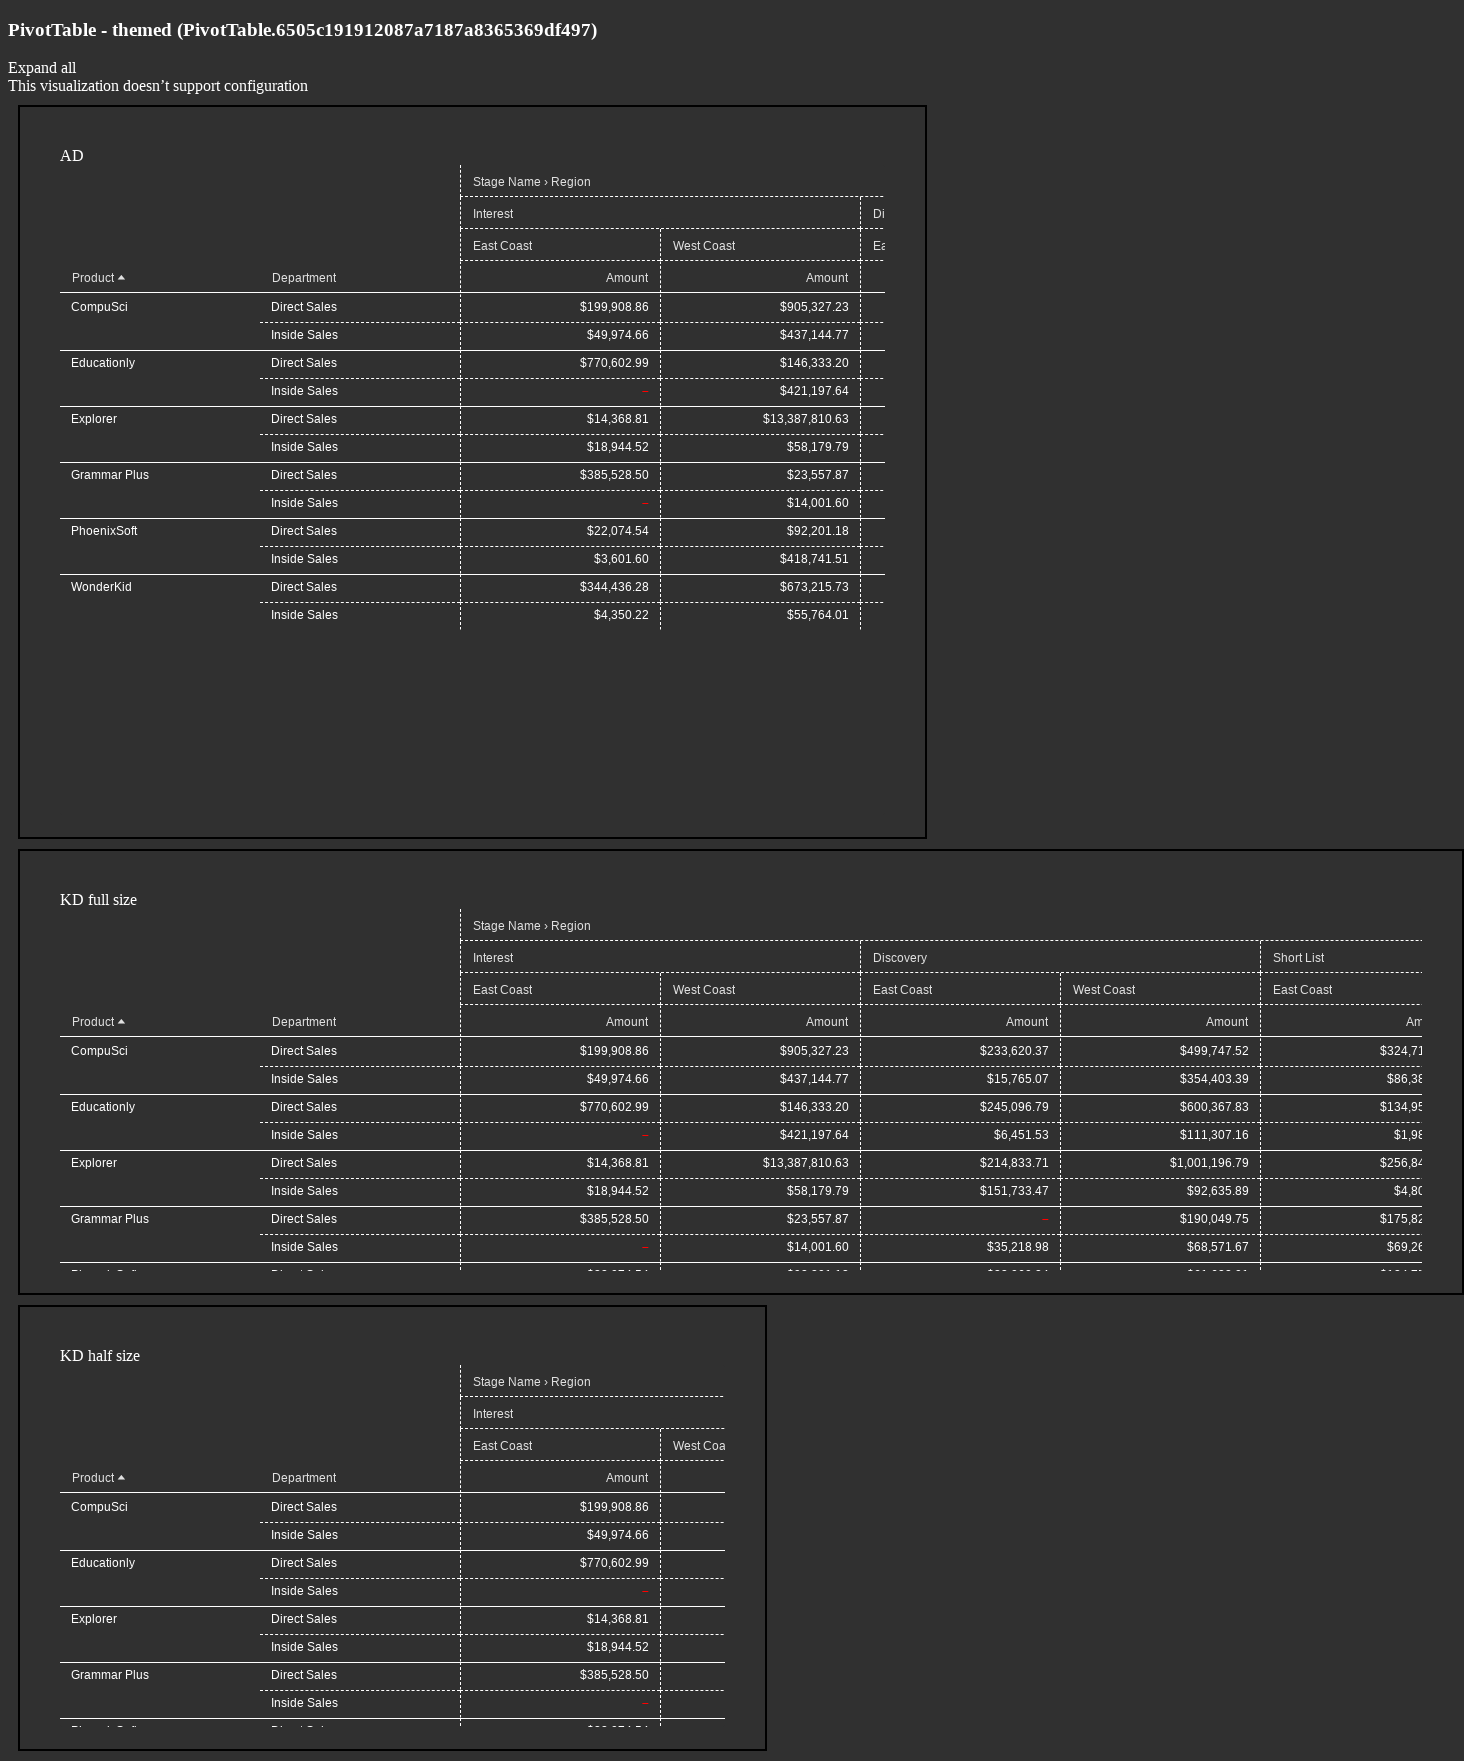 PivotTable - themed (PivotTable.6505c191912087a7187a8365369df497)
Expand all
This visualization doesn’t support configuration
AD
Stage Name › Region
Interest Di
East Coast West Coast Ea
Product Department Amount Amount
CompuSci Direct Sales $199,908.86 $905,327.23
Inside Sales $49,974.66 $437,144.77
Educationly Direct Sales $770,602.99 $146,333.20
Inside Sales – $421,197.64
Explorer Direct Sales $14,368.81 $13,387,810.63
Inside Sales $18,944.52 $58,179.79
Grammar Plus Direct Sales $385,528.50 $23,557.87
Inside Sales – $14,001.60
PhoenixSoft Direct Sales $22,074.54 $92,201.18
Inside Sales $3,601.60 $418,741.51
WonderKid Direct Sales $344,436.28 $673,215.73
Inside Sales $4,350.22 $55,764.01
KD full size
Stage Name › Region
Interest Discovery Short List
East Coast West Coast East Coast West Coast East Coast
Product Department Amount Amount Amount Amount Am
CompuSci Direct Sales $199,908.86 $905,327.23 $233,620.37 $499,747.52 $324,71
Inside Sales $49,974.66 $437,144.77 $15,765.07 $354,403.39 $86,38
Educationly Direct Sales $770,602.99 $146,333.20 $245,096.79 $600,367.83 $134,95
Inside Sales – $421,197.64 $6,451.53 $111,307.16 $1,98
Explorer Direct Sales $14,368.81 $13,387,810.63 $214,833.71 $1,001,196.79 $256,84
Inside Sales $18,944.52 $58,179.79 $151,733.47 $92,635.89 $4,80
Grammar Plus Direct Sales $385,528.50 $23,557.87 – $190,049.75 $175,82
Inside Sales – $14,001.60 $35,218.98 $68,571.67 $69,26
KD half size
Stage Name › Region
Interest
East Coast West Coa
Product Department Amount
CompuSci Direct Sales $199,908.86
Inside Sales $49,974.66
Educationly Direct Sales $770,602.99
Inside Sales –
Explorer Direct Sales $14,368.81
Inside Sales $18,944.52
Grammar Plus Direct Sales $385,528.50
Inside Sales –